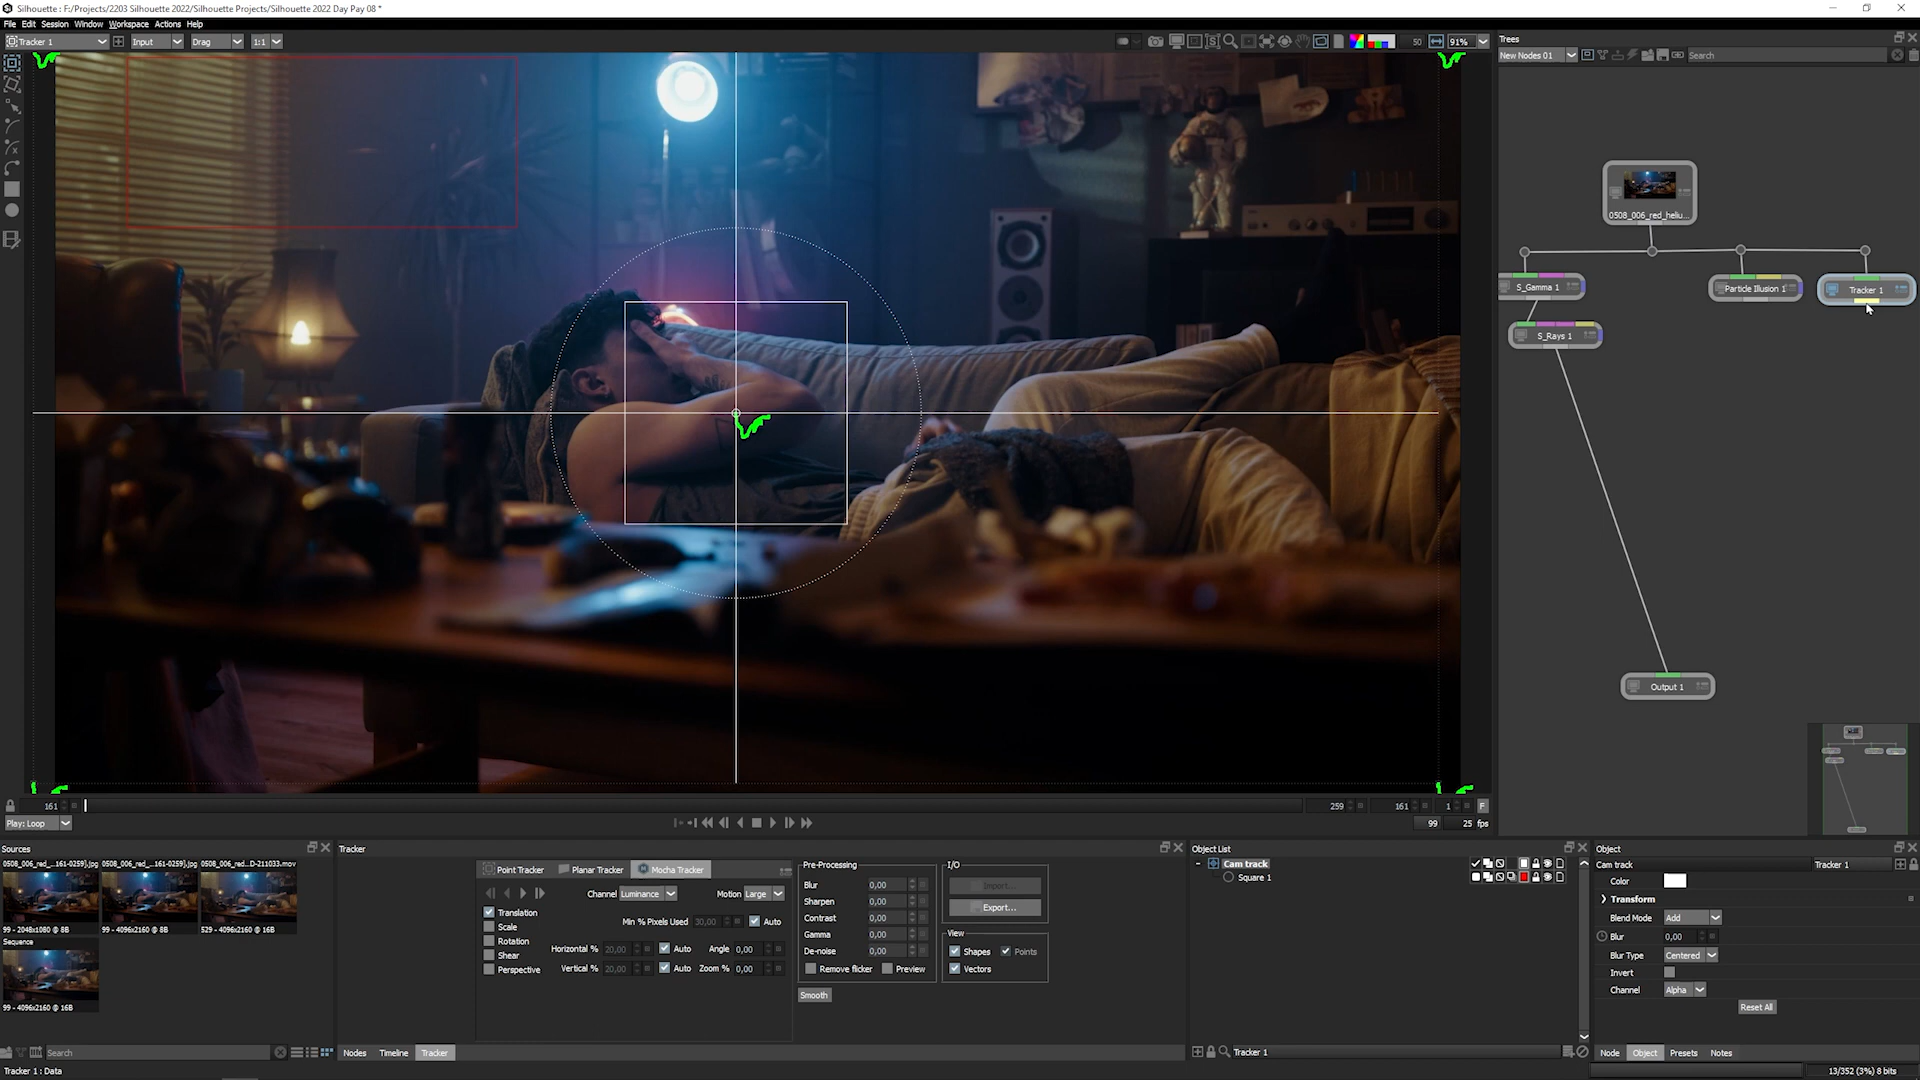 Silhouette : F:/Projects/2203 Silhouette 2022/Silhouette Projects/Silhouette 2022 Day Pay 08 *
File Edit Session Window Workspace Actions Help
Tracker 1 Input Drag 1:1 50 91%
Trees
New Nodes 01 Search
0508_006_red_heliu...
S_Gamma 1
Particle Illusion 1
Tracker 1
S_Rays 1
Output 1
161 259 161 1 F
Play: Loop 99 25 fps
Sources
0508_006_red_...161-0259].jpg 0508_006_red_...161-0259].jpg 0508_006_red...D-211033.mov
99 - 2048x1080 @ 8B 99 - 4096x2160 @ 8B 529 - 4096x2160 @ 16B
Sequence
99 - 4096x2160 @ 16B
Search
Tracker
Point Tracker Planar Tracker Mocha Tracker
Channel Luminance Motion Large
Translation
Scale
Rotation
Shear
Perspective
Min % Pixels Used 30,00 Auto
Horizontal % 20,00 Auto Angle 0,00
Vertical % 20,00 Auto Zoom % 0,00
Pre-Processing
Blur 0,00
Sharpen 0,00
Contrast 0,00
Gamma 0,00
De-noise 0,00
Remove flicker Preview
Smooth
I/O
Import...
Export...
View
Shapes Points
Vectors
Nodes Timeline Tracker
Object List
Cam track
Square 1
Tracker 1
Object
Cam track Tracker 1
Color
Transform
Blend Mode Add
Blur 0,00
Blur Type Centered
Invert
Channel Alpha
Reset All
Node Object Presets Notes
Tracker 1 : Data
13/352 (3%) 8 bits